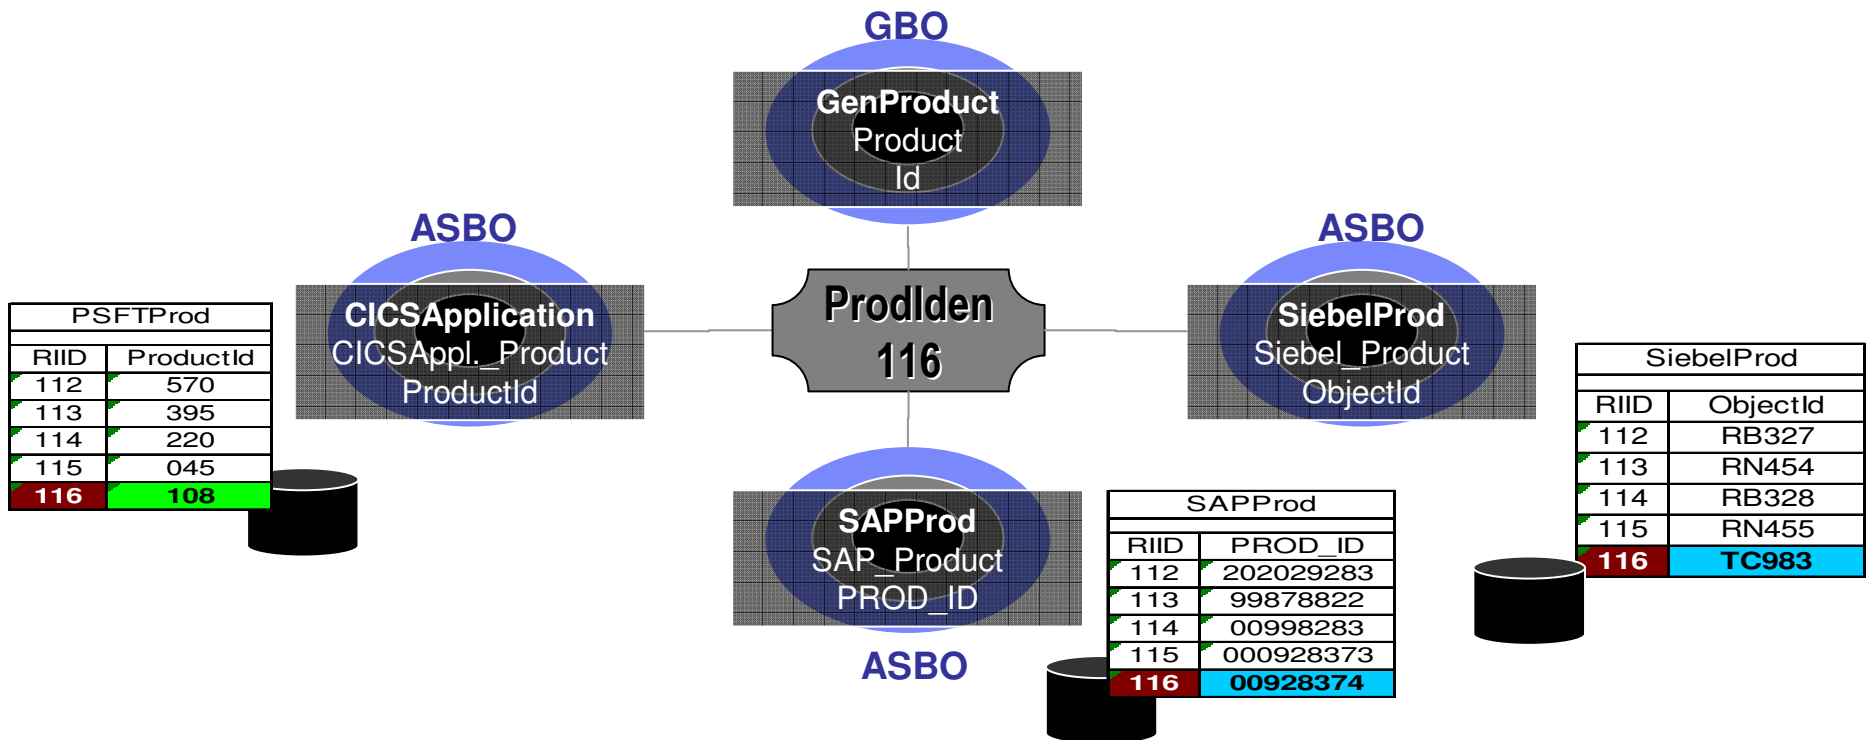 GBO
GenProduct
Product
Id
ASBO
CICSApplication
CICSAppl._Product
ProductId
ProdIden
116
ASBO
SiebelProd
Siebel_Product
ObjectId
SAPProd
SAP_Product
PROD_ID
ASBO
PSFTProd
RIID ProductId
112 570
113 395
114 220
115 045
116 108
SAPProd
RIID PROD_ID
112 202029283
113 99878822
114 00998283
115 000928373
116 00928374
SiebelProd
RIID ObjectId
112 RB327
113 RN454
114 RB328
115 RN455
116 TC983